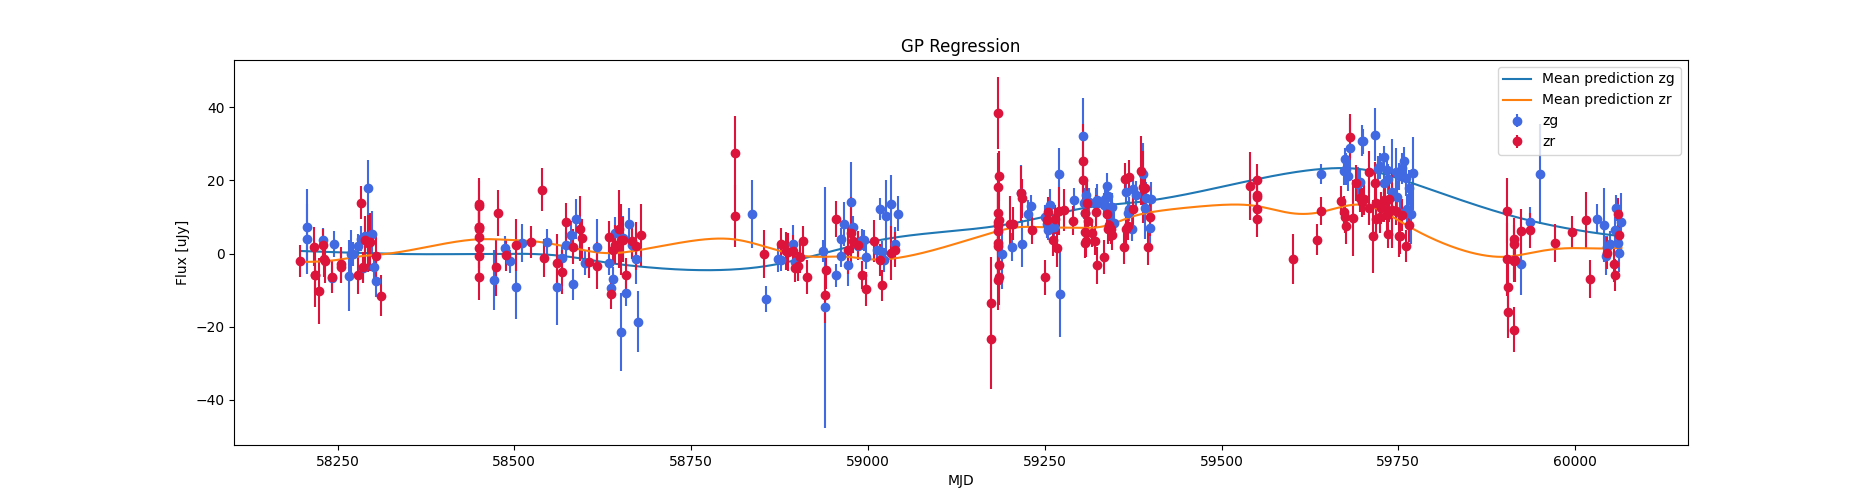 GP Regression
Flux [uJy]
40
20
0
−20
−40
Mean prediction zg
Mean prediction zr
zg
zr
58250
58500
58750
59000
59250
59500
59750
60000
MJD